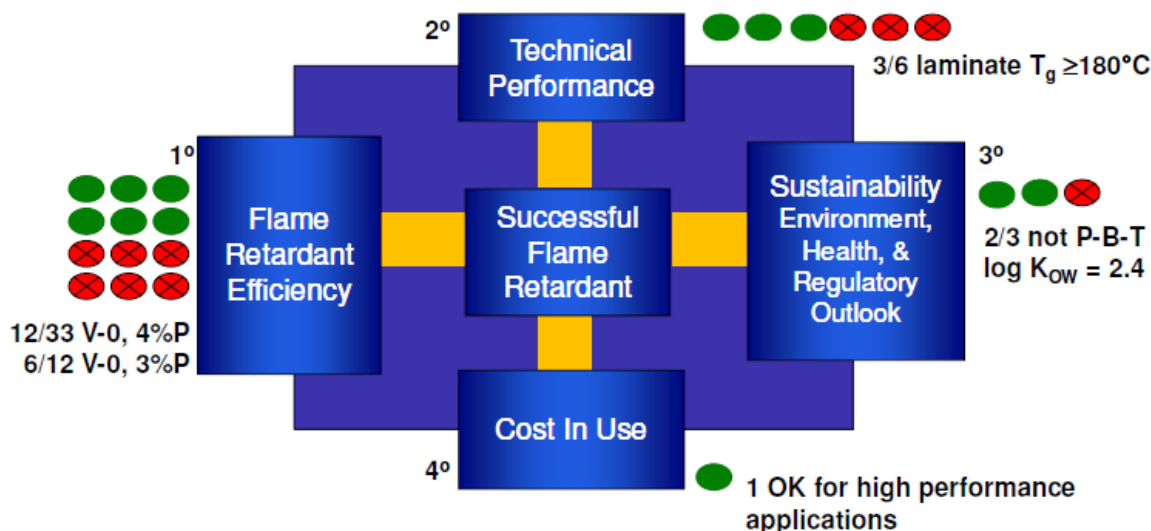 2º
Technical
Performance
3/6 laminate Tg ≥180°C
1º
Flame
Retardant
Efficiency
12/33 V-0, 4%P
6/12 V-0, 3%P
Successful
Flame
Retardant
3º
Sustainability
Environment,
Health, &
Regulatory
Outlook
2/3 not P-B-T
log KOW = 2.4
Cost In Use
4º
1 OK for high performance
applications